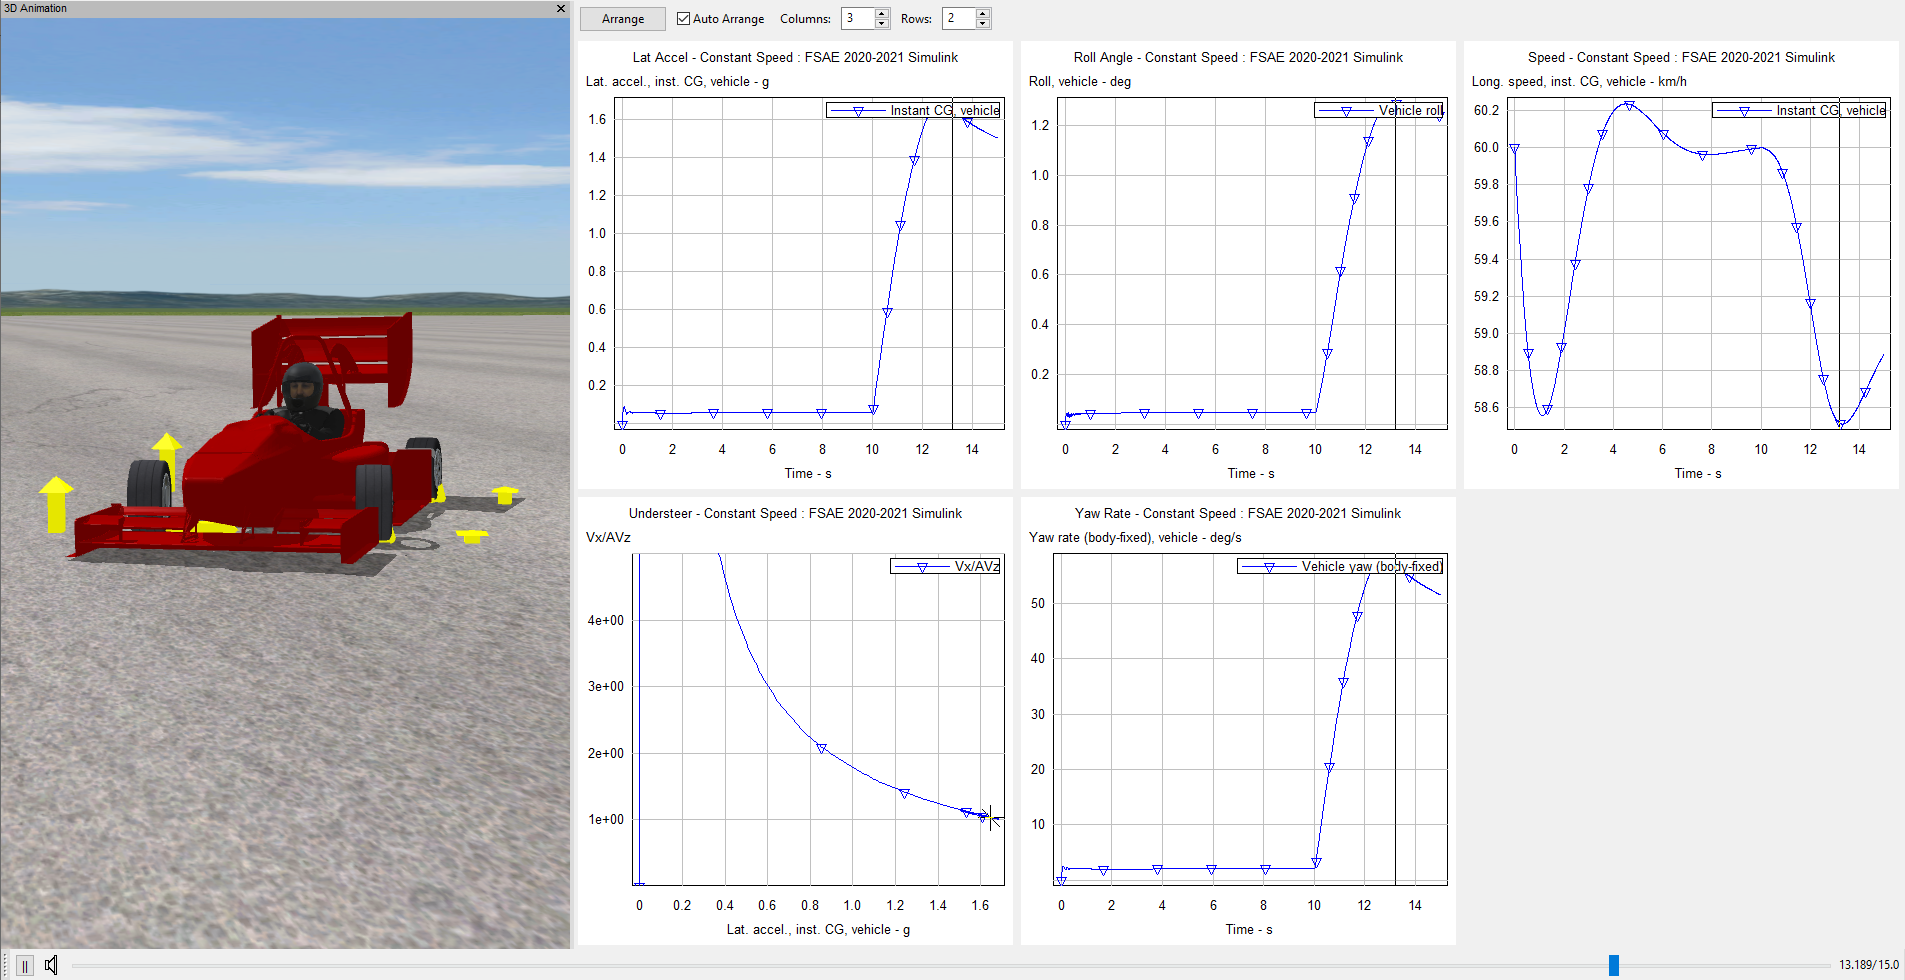 3D Animation
Arrange Auto Arrange Columns: 3 Rows: 2
Lat Accel - Constant Speed : FSAE 2020-2021 Simulink
Lat. accel., inst. CG, vehicle - g
Instant CG, vehicle
1.6
1.4
1.2
1.0
0.8
0.6
0.4
0.2
0 2 4 6 8 10 12 14
Time - s
Roll Angle - Constant Speed : FSAE 2020-2021 Simulink
Roll, vehicle - deg
Vehicle roll
1.2
1.0
0.8
0.6
0.4
0.2
0 2 4 6 8 10 12 14
Time - s
Speed - Constant Speed : FSAE 2020-2021 Simulink
Long. speed, inst. CG, vehicle - km/h
Instant CG, vehicle
60.2
60.0
59.8
59.6
59.4
59.2
59.0
58.8
58.6
0 2 4 6 8 10 12 14
Time - s
Understeer - Constant Speed : FSAE 2020-2021 Simulink
Vx/AVz
Vx/AVz
4e+00
3e+00
2e+00
1e+00
0 0.2 0.4 0.6 0.8 1.0 1.2 1.4 1.6
Lat. accel., inst. CG, vehicle - g
Yaw Rate - Constant Speed : FSAE 2020-2021 Simulink
Yaw rate (body-fixed), vehicle - deg/s
Vehicle yaw (body-fixed)
50
40
30
20
10
0 2 4 6 8 10 12 14
Time - s
13.189/15.0